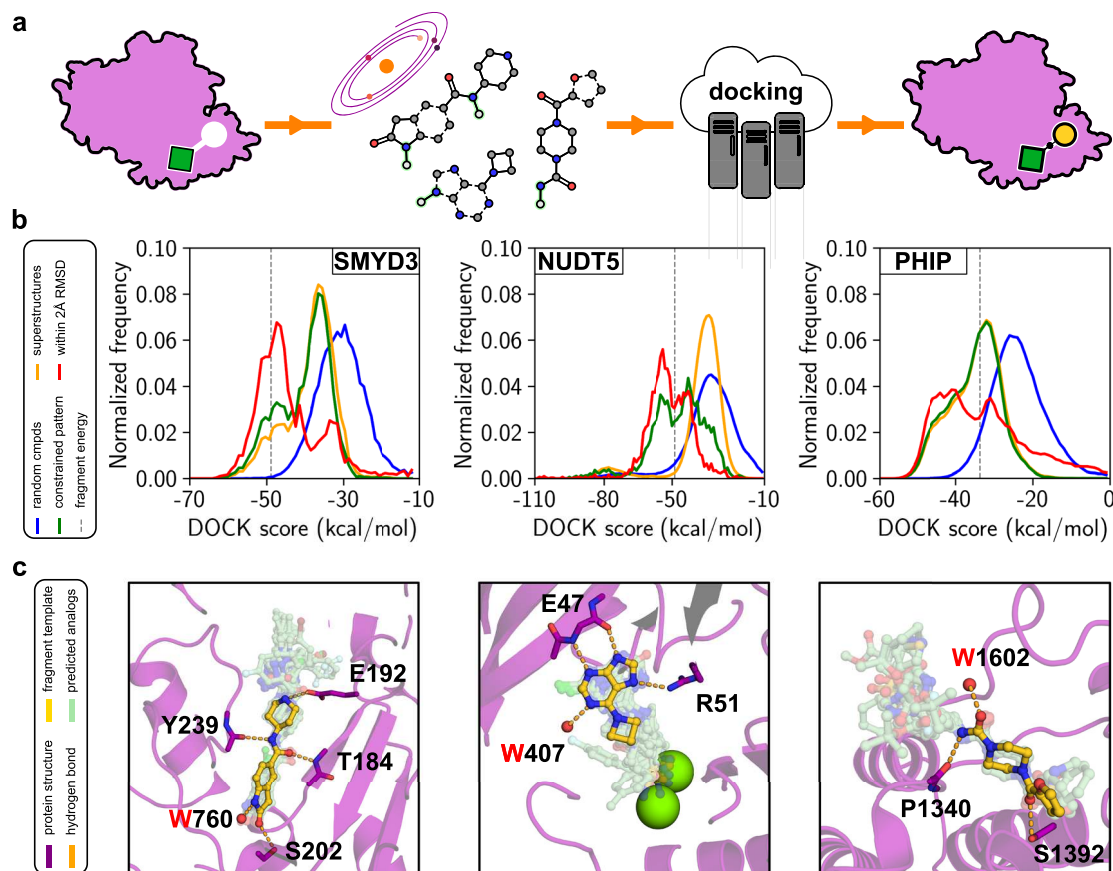 a
docking
b
random cmpds
superstructures
constrained pattern
within 2Å RMSD
fragment energy
SMYD3
Normalized frequency
0.10
0.08
0.06
0.04
0.02
0.00
-70
-50
-30
-10
DOCK score (kcal/mol)
NUDT5
Normalized frequency
0.10
0.08
0.06
0.04
0.02
0.00
-110
-80
-50
-10
DOCK score (kcal/mol)
PHIP
Normalized frequency
0.10
0.08
0.06
0.04
0.02
0.00
-60
-40
-20
0
DOCK score (kcal/mol)
c
protein structure
fragment template
hydrogen bond
predicted analogs
E192
Y239
T184
W760
S202
E47
R51
W407
W1602
P1340
S1392